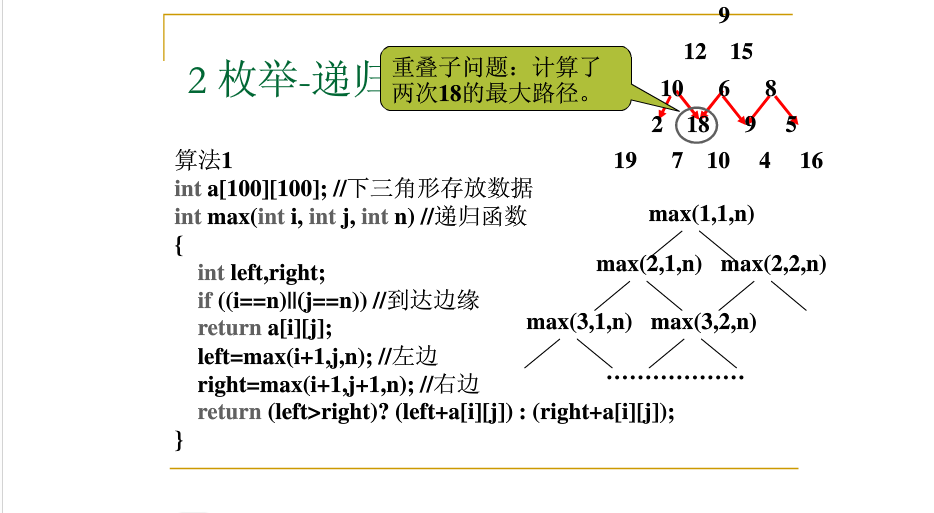 2 枚举-递归
重叠子问题：计算了
两次18的最大路径。
9
12 15
10 6 8
2 18 9 5
19 7 10 4 16
算法1
int a[100][100]; //下三角形存放数据
int max(int i, int j, int n) //递归函数
{
int left,right;
if ((i==n)||(j==n)) //到达边缘
return a[i][j];
left=max(i+1,j,n); //左边
right=max(i+1,j+1,n); //右边
return (left>right)? (left+a[i][j]) : (right+a[i][j]);
}
max(1,1,n)
max(2,1,n) max(2,2,n)
max(3,1,n) max(3,2,n)
………………